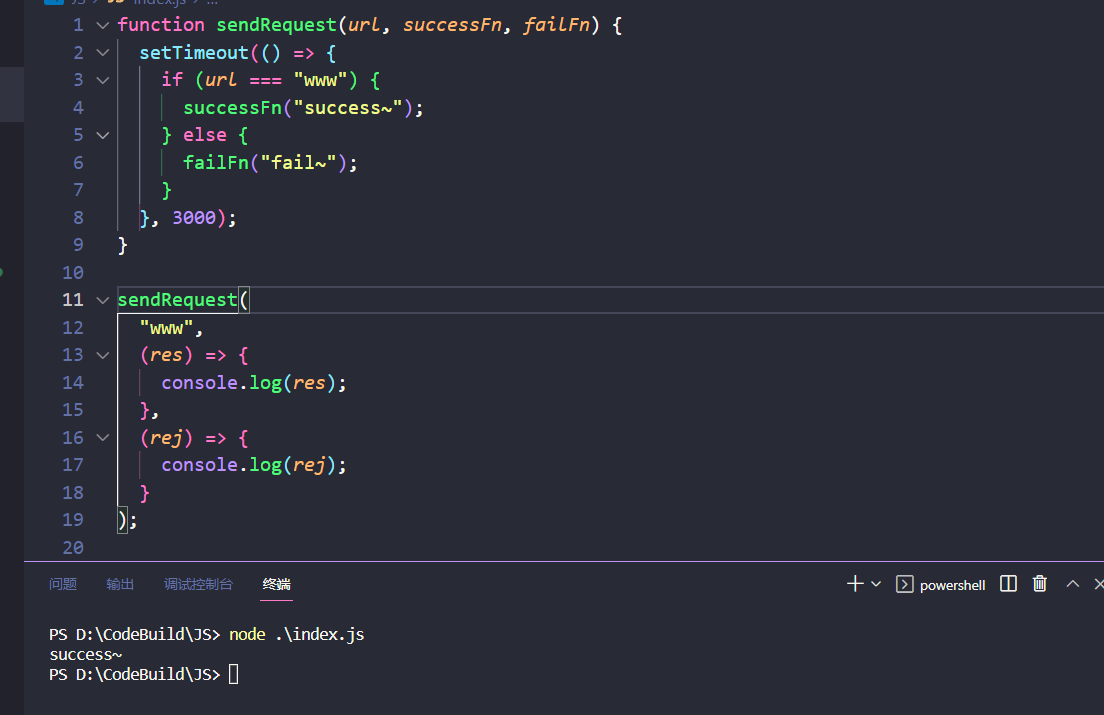 JS > JS index.js > ...
1 function sendRequest(url, successFn, failFn) {
2   setTimeout(() => {
3     if (url === "www") {
4       successFn("success~");
5     } else {
6       failFn("fail~");
7     }
8   }, 3000);
9 }
10
11 sendRequest(
12   "www",
13   (res) => {
14     console.log(res);
15   },
16   (rej) => {
17     console.log(rej);
18   }
19 );
20
问题 输出 调试控制台 终端 powershell
PS D:\CodeBuild\JS> node .\index.js
success~
PS D:\CodeBuild\JS>